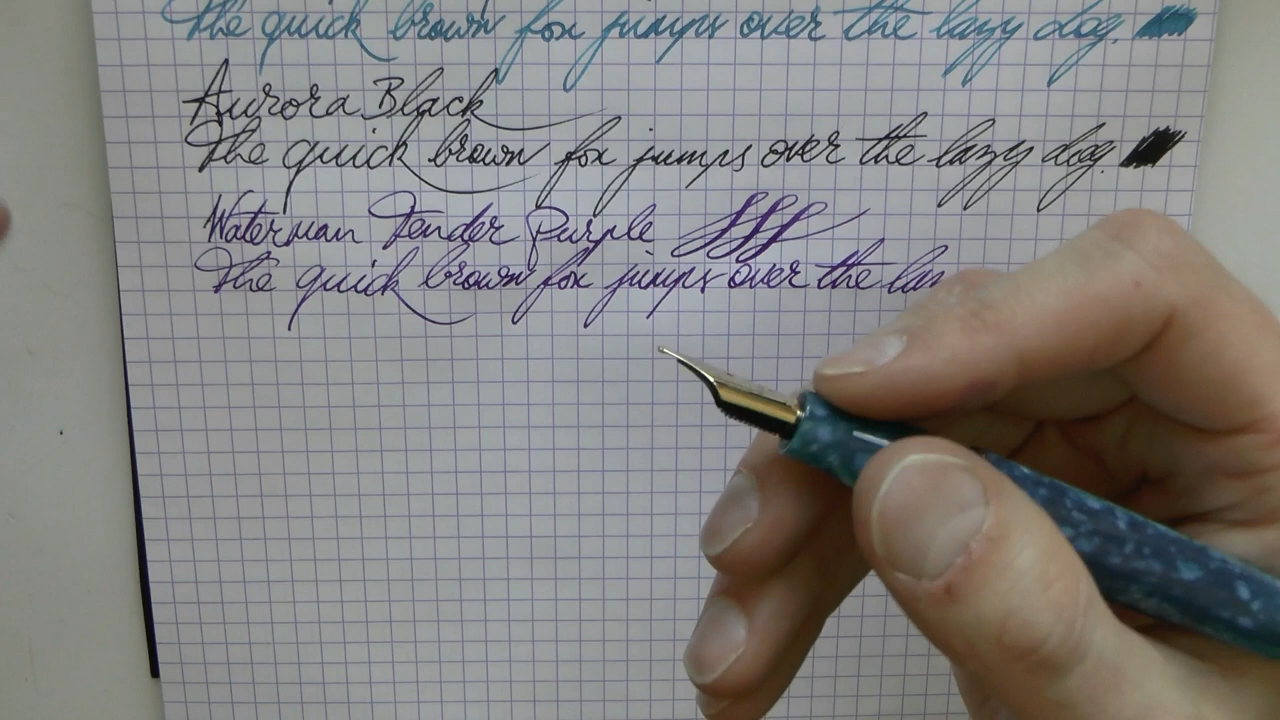 The quick brown fox jumps over the lazy dog.
Aurora Black
The quick brown fox jumps over the lazy dog.
Waterman Tender Purple
The quick brown fox jumps over the laz